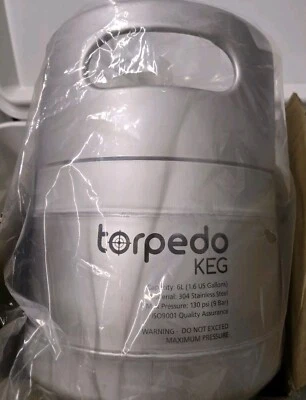 torpedo
KEG
6L (1.6 US Gallons)
304 Stainless Steel
Pressure: 130 psi (9 Bar)
ISO9001 Quality Assurance
WARNING - DO NOT EXCEED
MAXIMUM PRESSURE